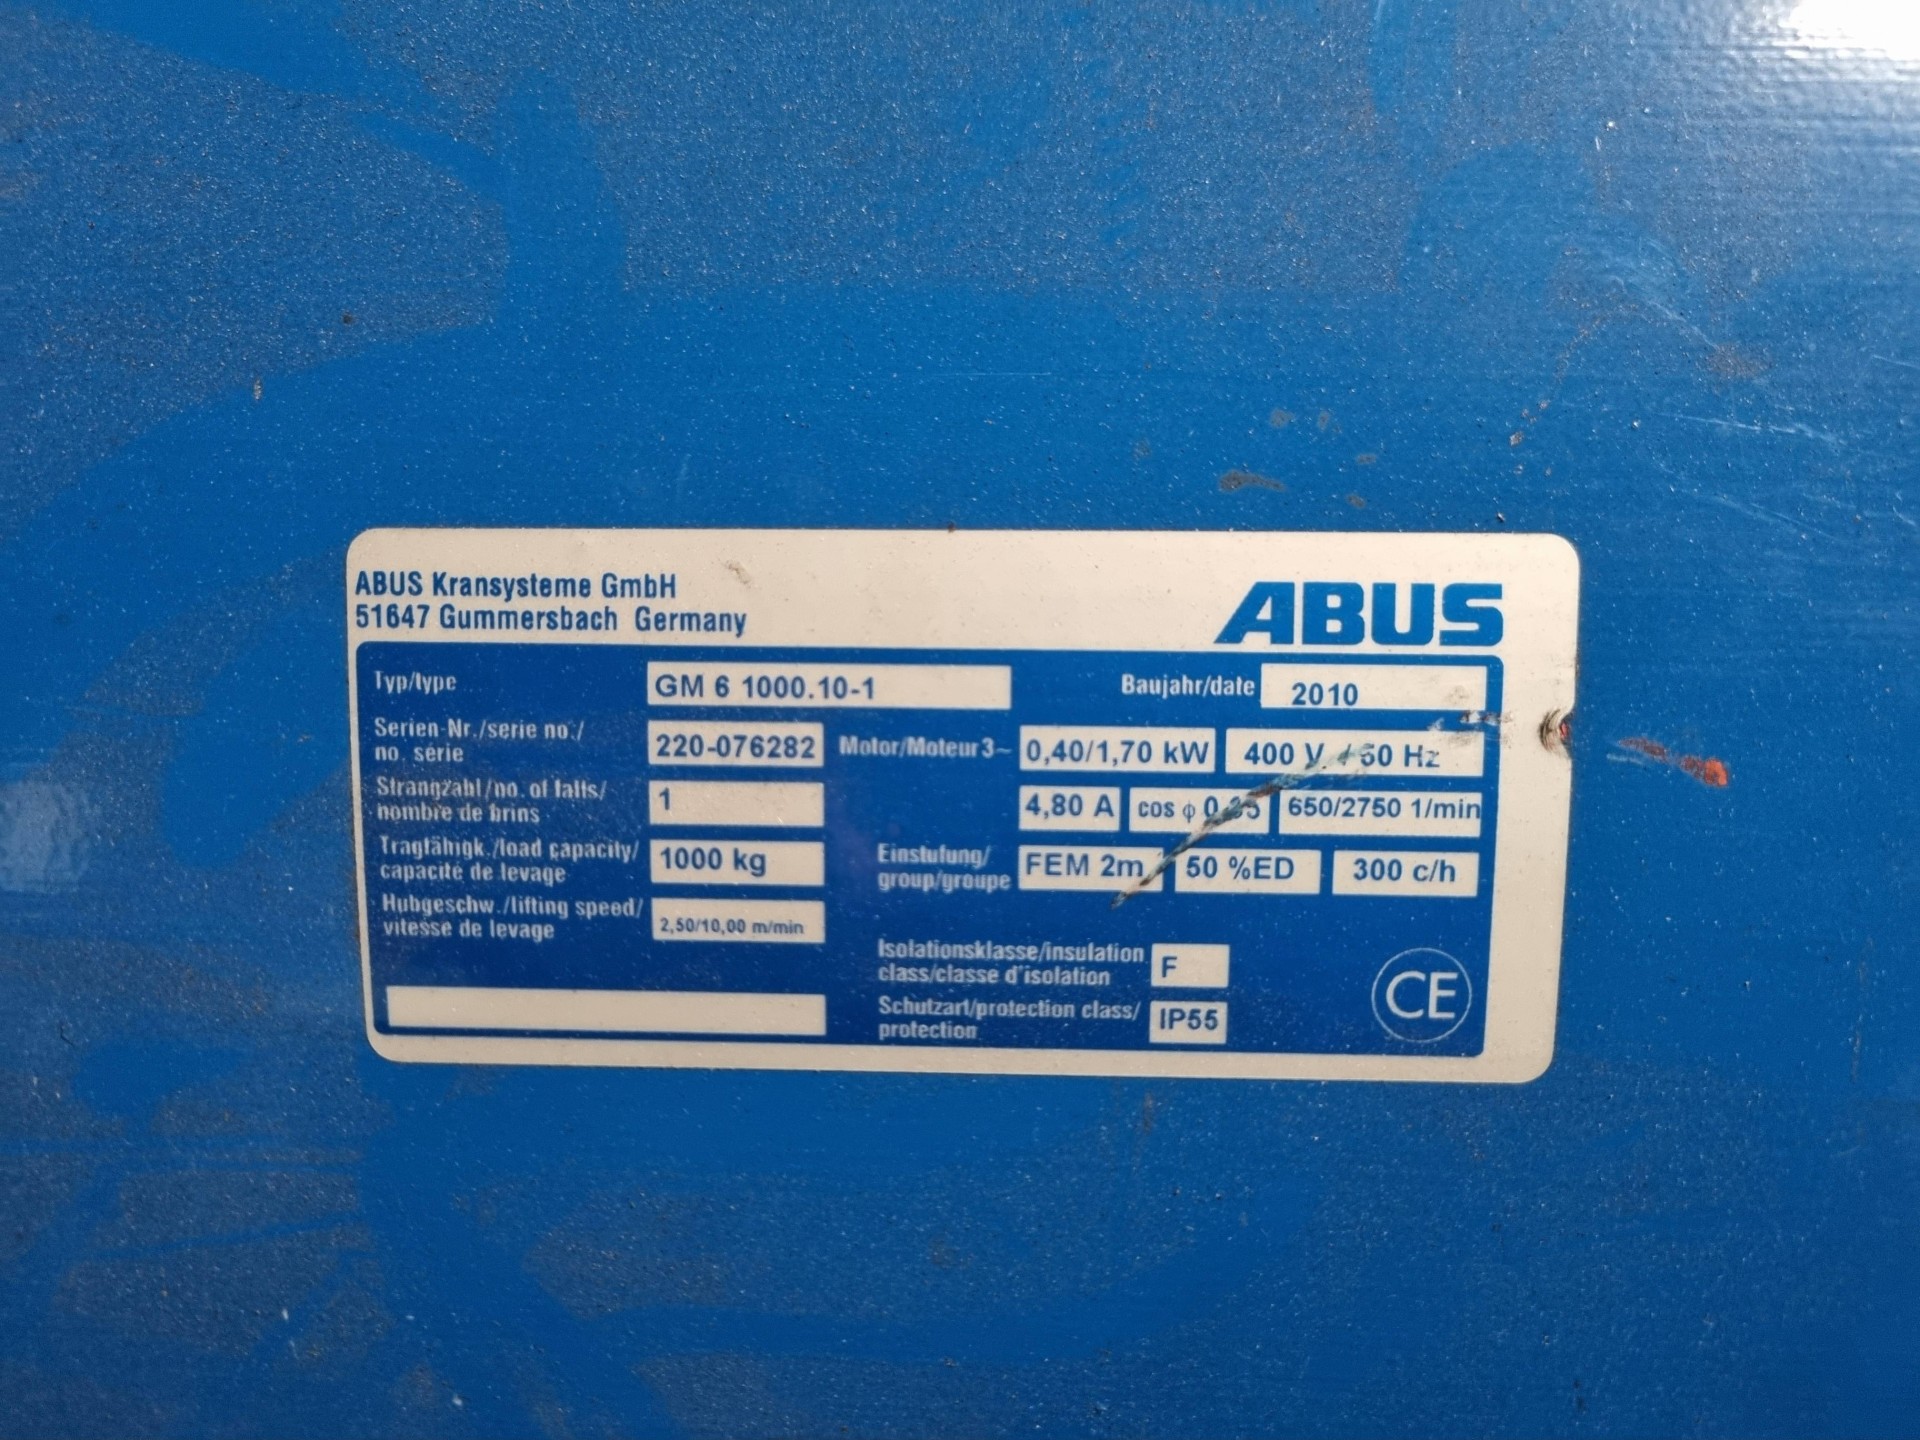 ABUS Kransysteme GmbH
51647 Gummersbach Germany
ABUS
Typ/type
GM 6 1000.10-1
Baujahr/date
2010
Serien-Nr./serie no./
no. série
220-076282
Motor/Moteur 3~
0,40/1,70 kW
400 V / Hz
Strangzahl/no. of falls/
nombre de brins
1
4,80 A
cos φ
650/2750 1/min
Tragfähigk./load capacity/
capacité de levage
1000 kg
Einstufung/
group/groupe
FEM 2m
50 %ED
300 c/h
Hubgeschw./lifting speed/
vitesse de levage
2,50/10,00 m/min
Isolationsklasse/insulation
class/classe d'isolation
F
Schutzart/protection class/
protection
IP55
CE